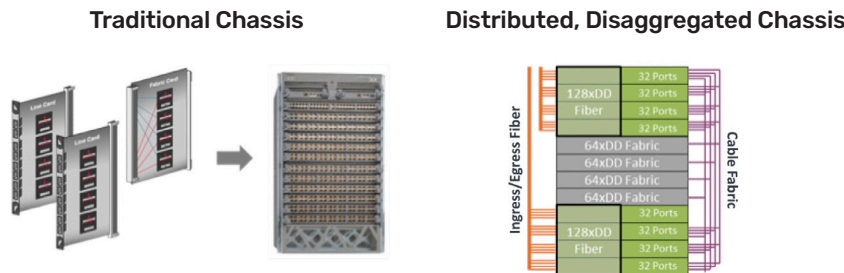 Traditional Chassis
Distributed, Disaggregated Chassis
Line Card
Line Card
Fabric Card
Ingress/Egress Fiber
128xDD
Fiber
32 Ports
32 Ports
32 Ports
32 Ports
64xDD Fabric
64xDD Fabric
64xDD Fabric
64xDD Fabric
128xDD
Fiber
32 Ports
32 Ports
32 Ports
32 Ports
Cable Fabric